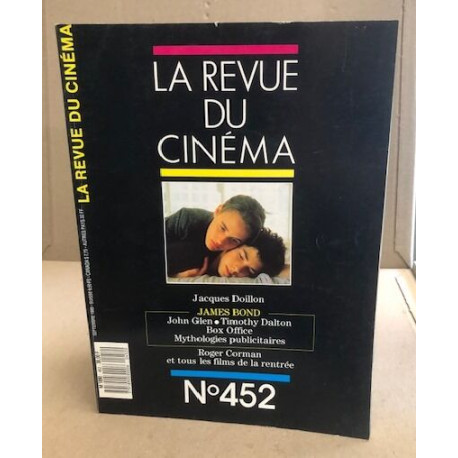 LA REVUE DU CINÉMA
LA REVUE
DU
CINÉMA
Jacques Doillon
JAMES BOND
John Glen • Timothy Dalton
Box Office
Mythologies publicitaires
Roger Corman
et tous les films de la rentrée
N°452